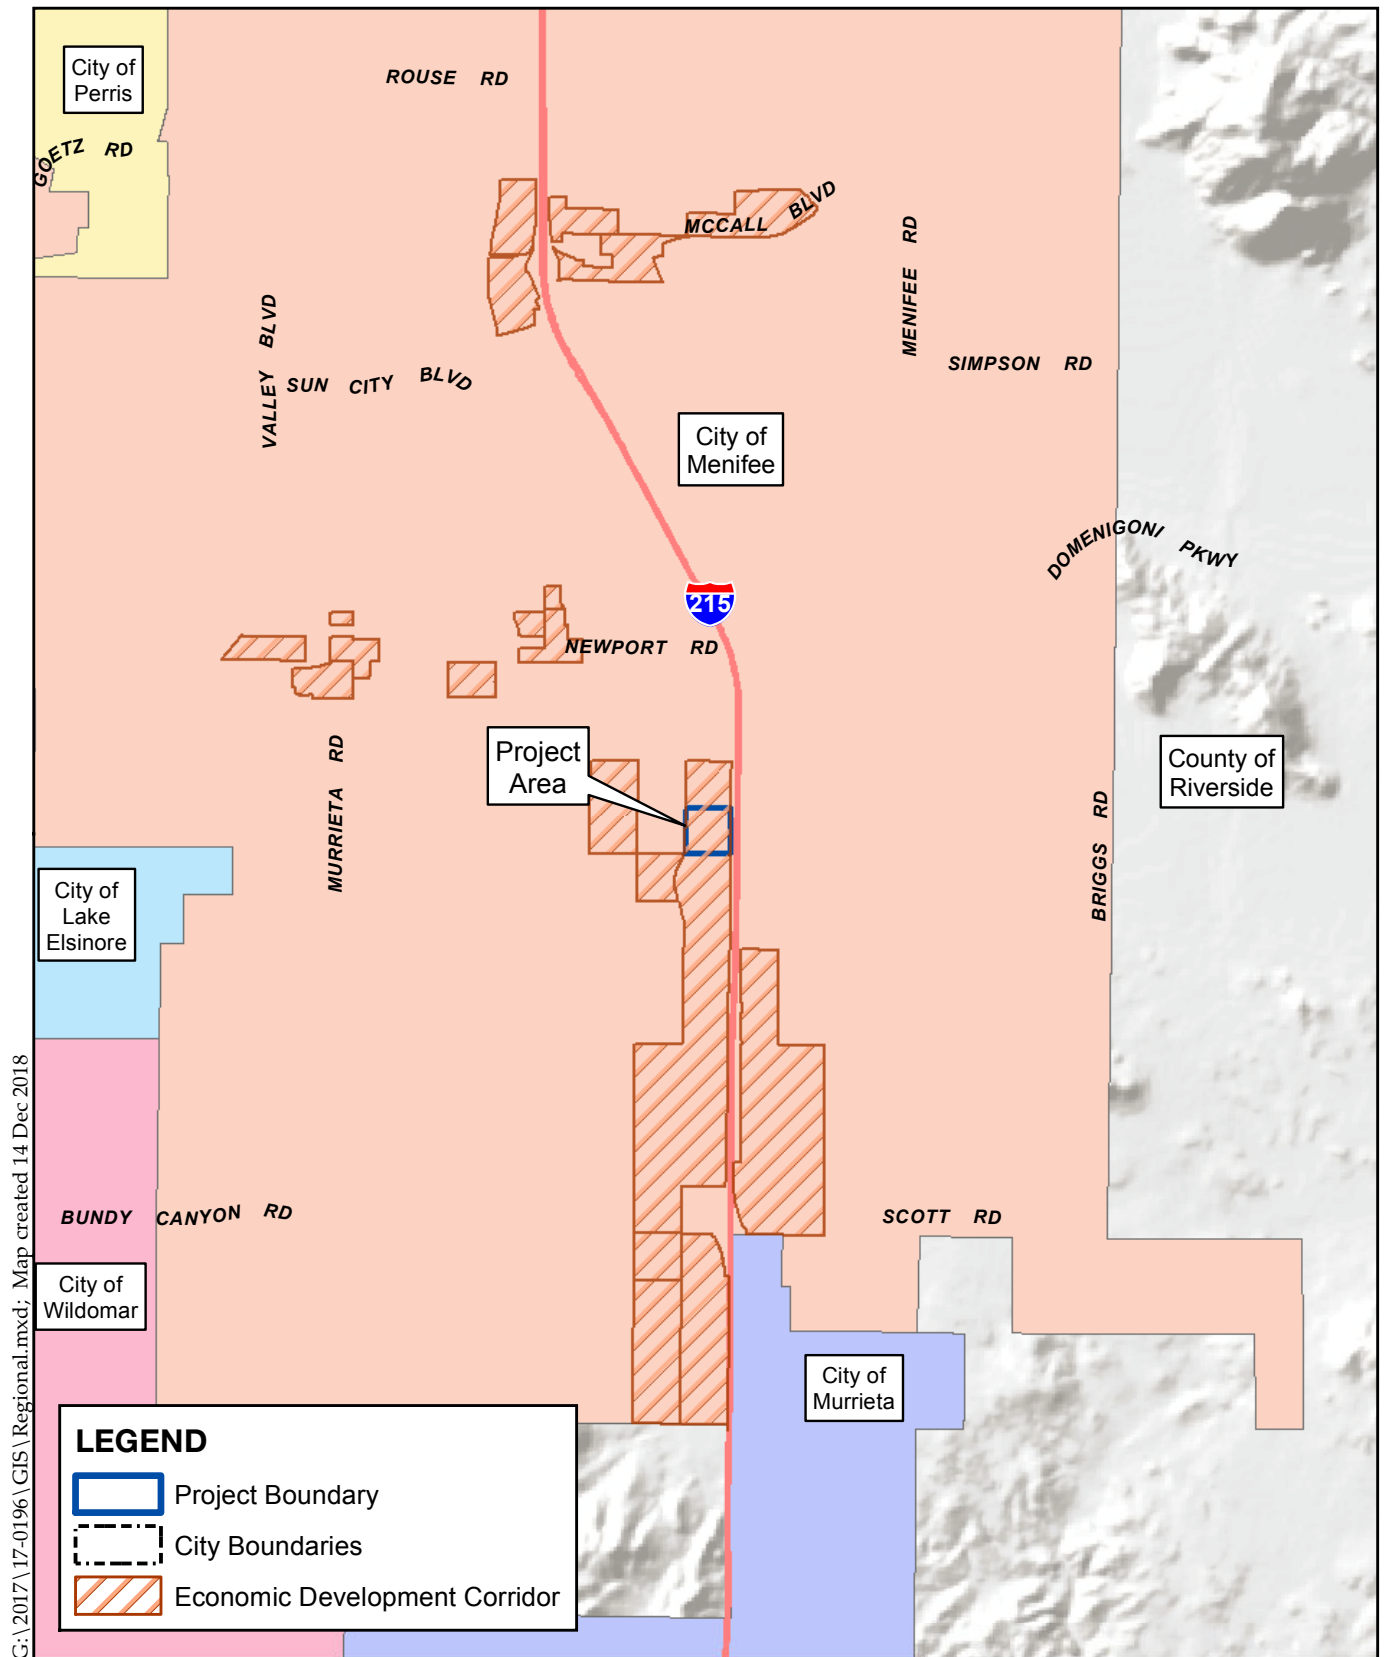 City of
Perris
ROUSE RD
GOETZ RD
MCCALL BLVD
MENIFEE RD
VALLEY BLVD
SUN CITY BLVD
SIMPSON RD
City of
Menifee
DOMENIGONI PKWY
215
NEWPORT RD
Project
Area
MURRIETA RD
County of
Riverside
BRIGGS RD
City of
Lake
Elsinore
BUNDY CANYON RD
SCOTT RD
City of
Wildomar
City of
Murrieta
LEGEND
Project Boundary
City Boundaries
Economic Development Corridor
G:\2017\17-0196\GIS\Regional.mxd; Map created 14 Dec 2018